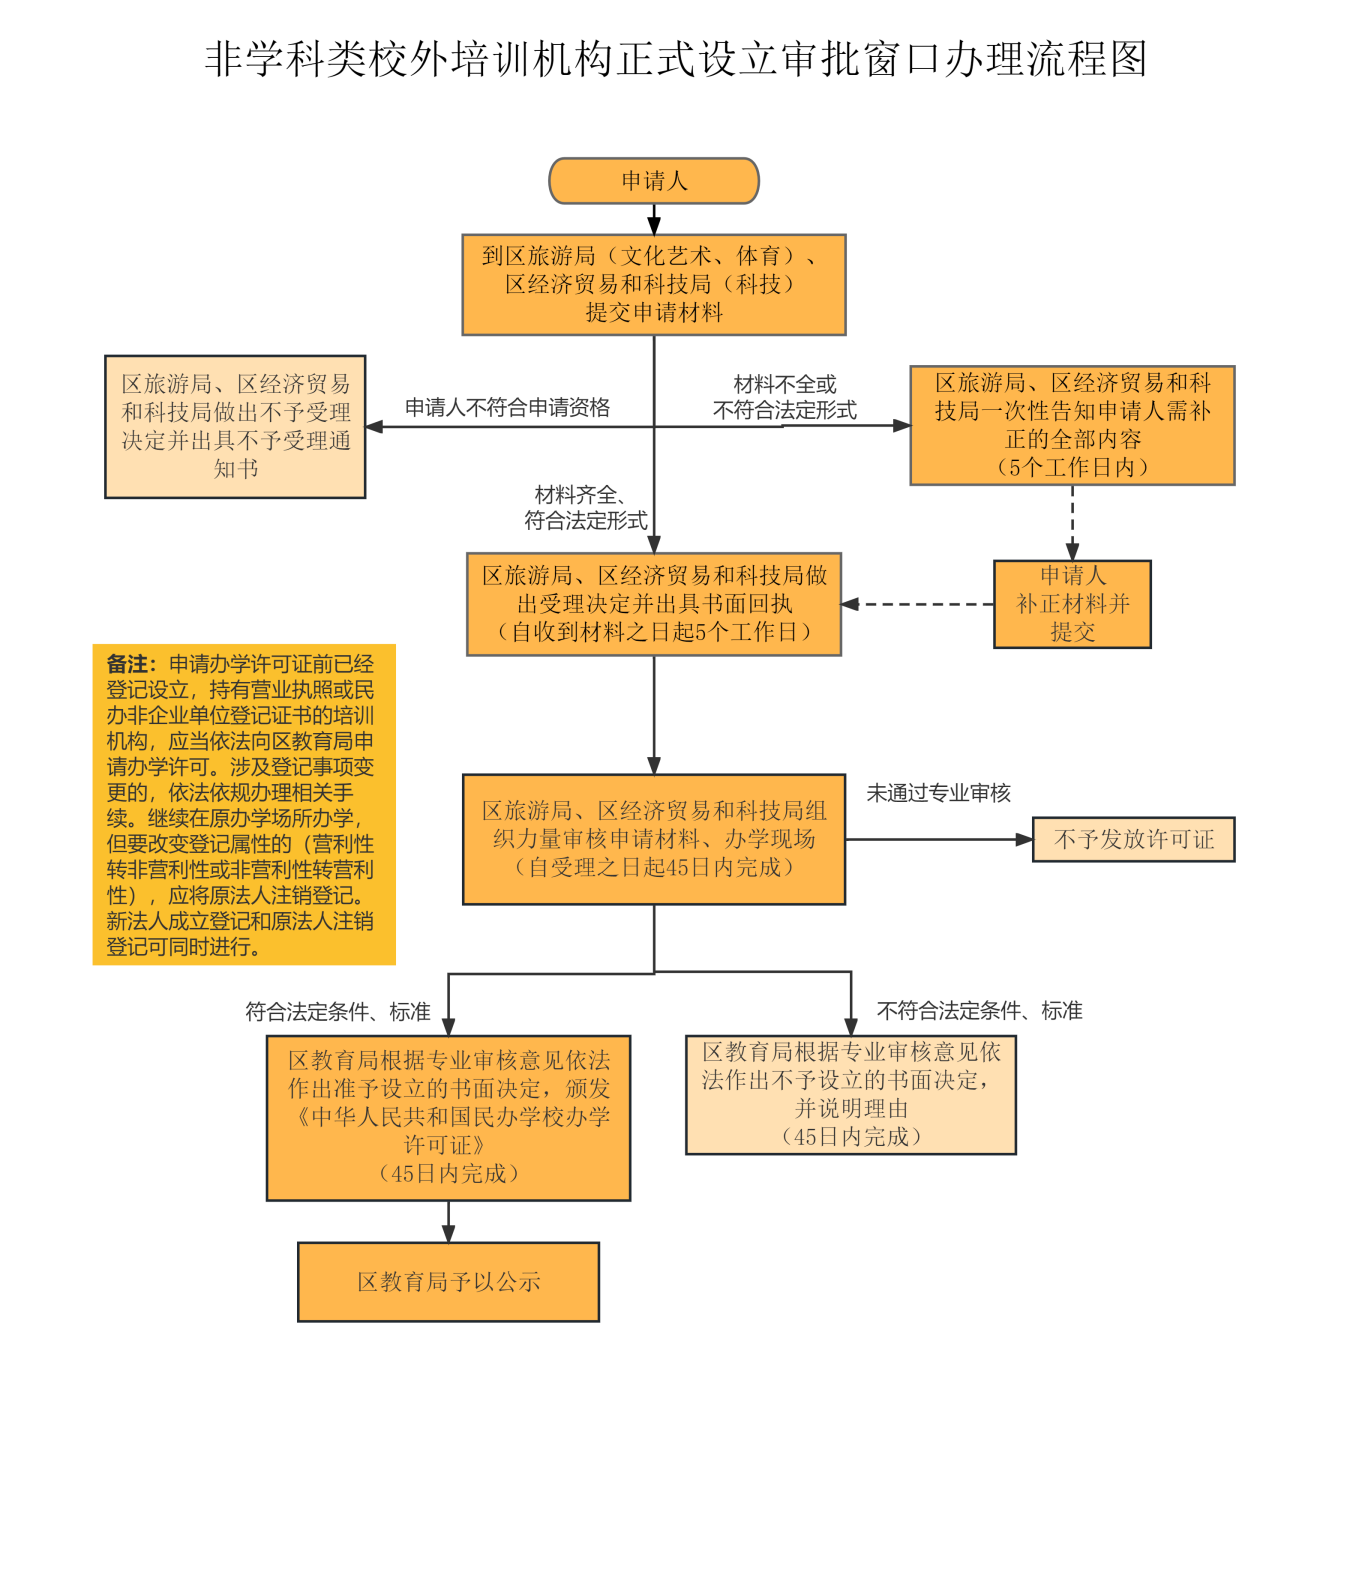 非学科类校外培训机构正式设立审批窗口办理流程图
申请人
到区旅游局（文化艺术、体育）、
区经济贸易和科技局（科技）
提交申请材料
区旅游局、区经济贸易
和科技局做出不予受理
决定并出具不予受理通
知书
申请人不符合申请资格
材料不全或
不符合法定形式
区旅游局、区经济贸易和科
技局一次性告知申请人需补
正的全部内容
（5个工作日内）
材料齐全、
符合法定形式
区旅游局、区经济贸易和科技局做
出受理决定并出具书面回执
（自收到材料之日起5个工作日）
申请人
补正材料并
提交
备注：申请办学许可证前已经
登记设立，持有营业执照或民
办非企业单位登记证书的培训
机构，应当依法向区教育局申
请办学许可。涉及登记事项变
更的，依法依规办理相关手
续。继续在原办学场所办学，
但要改变登记属性的（营利性
转非营利性或非营利性转营利
性），应将原法人注销登记。
新法人成立登记和原法人注销
登记可同时进行。
区旅游局、区经济贸易和科技局组
织力量审核申请材料、办学现场
（自受理之日起45日内完成）
未通过专业审核
不予发放许可证
符合法定条件、标准
不符合法定条件、标准
区教育局根据专业审核意见依法
作出准予设立的书面决定，颁发
《中华人民共和国民办学校办学
许可证》
（45日内完成）
区教育局根据专业审核意见依
法作出不予设立的书面决定，
并说明理由
（45日内完成）
区教育局予以公示